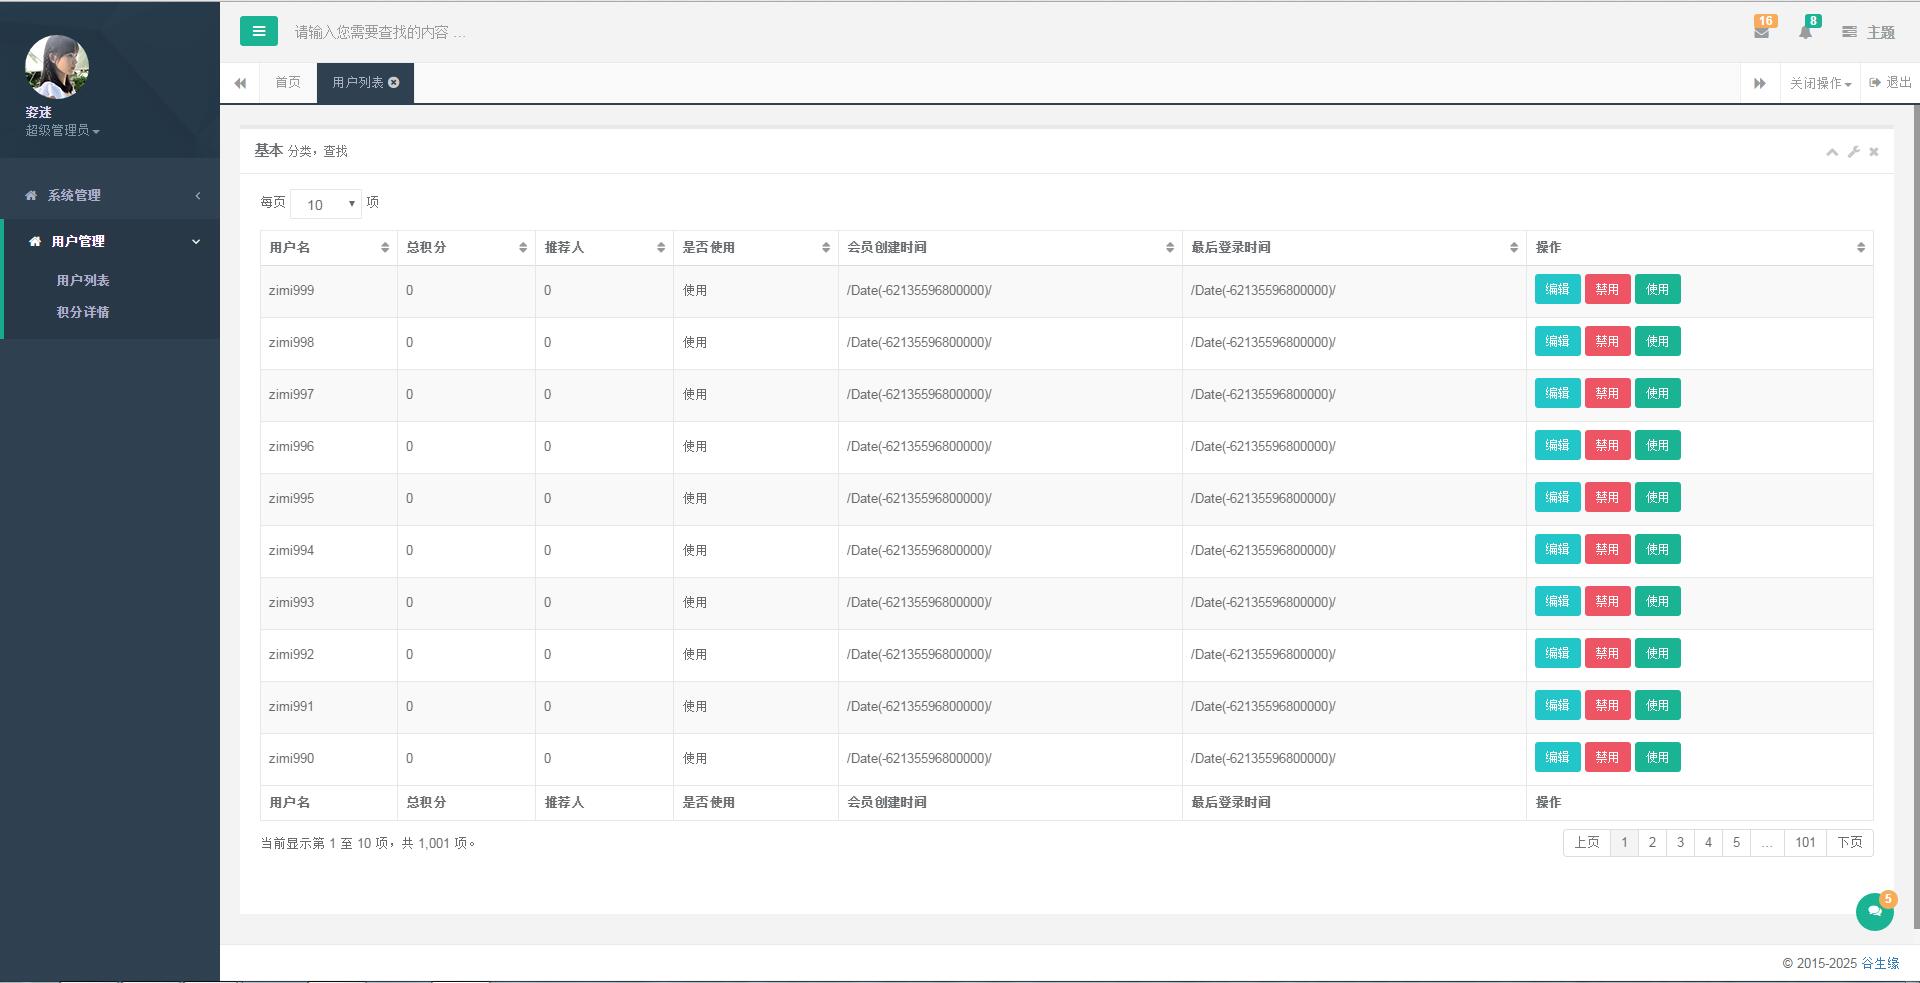 请输入您需要查找的内容 …
16
8
主题
姿迷
超级管理员
首页
用户列表
关闭操作
退出
系统管理
用户管理
用户列表
积分详情
基本 分类，查找
每页 10 项
用户名 总积分 推荐人 是否使用 会员创建时间 最后登录时间 操作
zimi999 0 0 使用 /Date(-62135596800000)/ /Date(-62135596800000)/ 编辑 禁用 使用
zimi998 0 0 使用 /Date(-62135596800000)/ /Date(-62135596800000)/ 编辑 禁用 使用
zimi997 0 0 使用 /Date(-62135596800000)/ /Date(-62135596800000)/ 编辑 禁用 使用
zimi996 0 0 使用 /Date(-62135596800000)/ /Date(-62135596800000)/ 编辑 禁用 使用
zimi995 0 0 使用 /Date(-62135596800000)/ /Date(-62135596800000)/ 编辑 禁用 使用
zimi994 0 0 使用 /Date(-62135596800000)/ /Date(-62135596800000)/ 编辑 禁用 使用
zimi993 0 0 使用 /Date(-62135596800000)/ /Date(-62135596800000)/ 编辑 禁用 使用
zimi992 0 0 使用 /Date(-62135596800000)/ /Date(-62135596800000)/ 编辑 禁用 使用
zimi991 0 0 使用 /Date(-62135596800000)/ /Date(-62135596800000)/ 编辑 禁用 使用
zimi990 0 0 使用 /Date(-62135596800000)/ /Date(-62135596800000)/ 编辑 禁用 使用
用户名 总积分 推荐人 是否使用 会员创建时间 最后登录时间 操作
当前显示第 1 至 10 项，共 1,001 项。
上页 1 2 3 4 5 … 101 下页
5
© 2015-2025 谷生缘